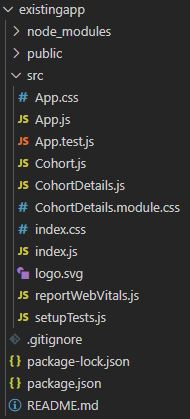 existingapp
node_modules
public
src
App.css
App.js
App.test.js
Cohort.js
CohortDetails.js
CohortDetails.module.css
index.css
index.js
logo.svg
reportWebVitals.js
setupTests.js
.gitignore
package-lock.json
package.json
README.md